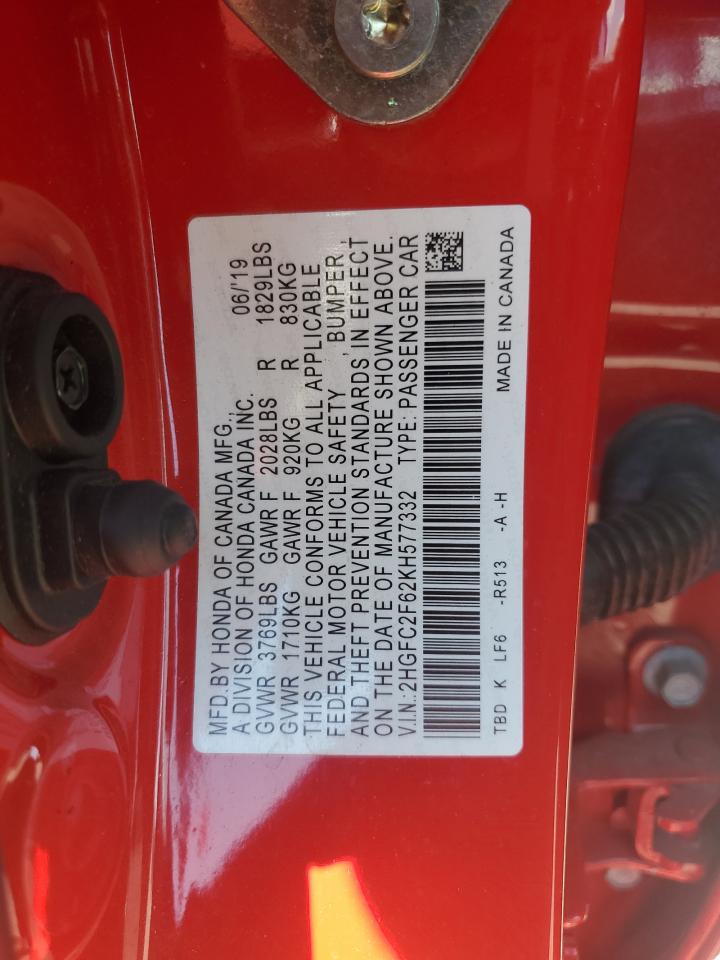 MFD.BY HONDA OF CANADA MFG., 06/'19
A DIVISION OF HONDA CANADA INC.
GVWR 3769LBS GAWR F 2028LBS R 1829LBS
GVWR 1710KG GAWR F 920KG R 830KG
THIS VEHICLE CONFORMS TO ALL APPLICABLE
FEDERAL MOTOR VEHICLE SAFETY , BUMPER ,
AND THEFT PREVENTION STANDARDS IN EFFECT
ON THE DATE OF MANUFACTURE SHOWN ABOVE.
V.I.N.:2HGFC2F62KH577332 TYPE: PASSENGER CAR
TBD K LF6 -R513 -A -H MADE IN CANADA